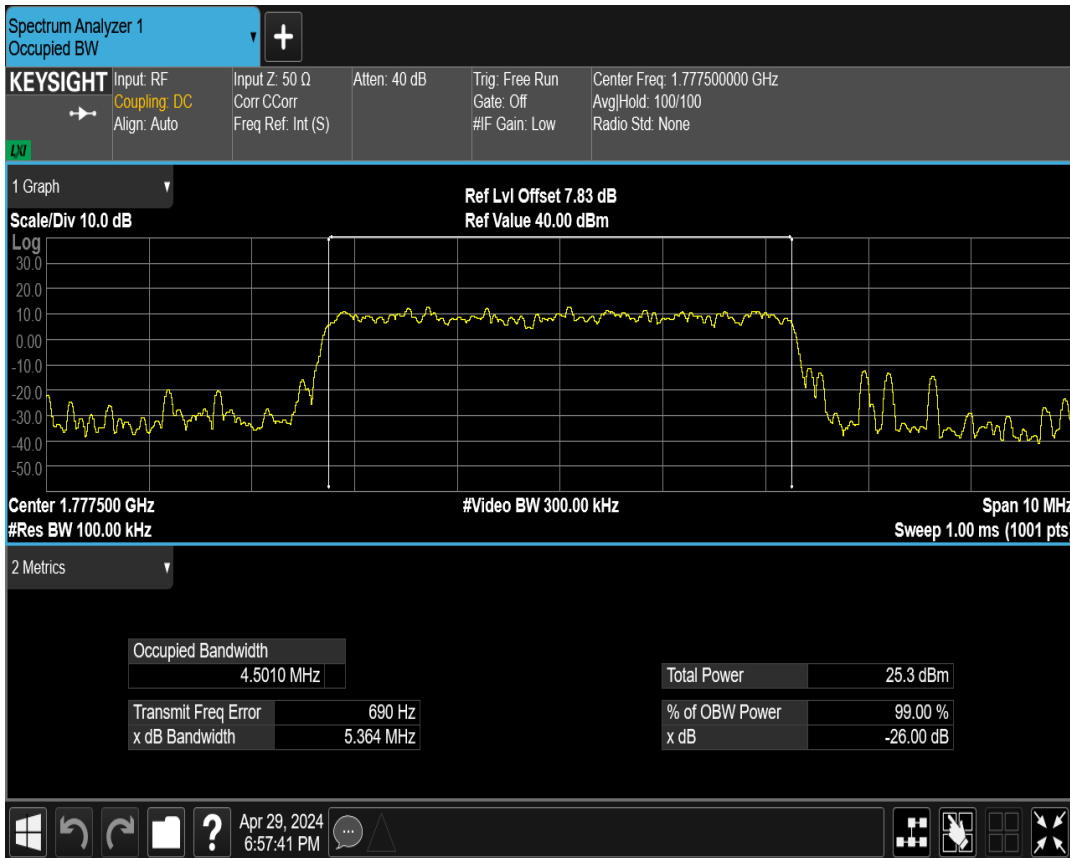 Spectrum Analyzer 1
Occupied BW
KEYSIGHT
LXI
Input: RF
Coupling: DC
Align: Auto
Input Z: 50 Ω
Corr CCorr
Freq Ref: Int (S)
Atten: 40 dB
Trig: Free Run
Gate: Off
#IF Gain: Low
Center Freq: 1.777500000 GHz
Avg|Hold: 100/100
Radio Std: None
1 Graph
Scale/Div 10.0 dB
Ref Lvl Offset 7.83 dB
Ref Value 40.00 dBm
Log
30.0
20.0
10.0
0.00
-10.0
-20.0
-30.0
-40.0
-50.0
Center 1.777500 GHz
#Video BW 300.00 kHz
Span 10 MHz
#Res BW 100.00 kHz
Sweep 1.00 ms (1001 pts)
2 Metrics
Occupied Bandwidth
4.5010 MHz
Total Power 25.3 dBm
Transmit Freq Error 690 Hz
% of OBW Power 99.00 %
x dB Bandwidth 5.364 MHz
x dB -26.00 dB
Apr 29, 2024
6:57:41 PM